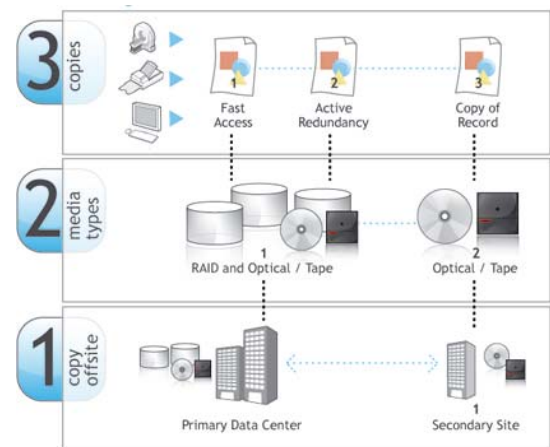 3
copies
1
2
3
Fast
Access
Active
Redundancy
Copy of
Record
2
media
types
1
RAID and Optical / Tape
2
Optical / Tape
1
copy
offsite
Primary Data Center
1
Secondary Site